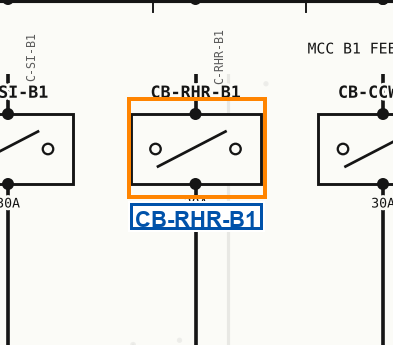 C-SI-B1
C-RHR-B1
MCC B1 FEE
SI-B1
CB-RHR-B1
CB-CCW
30A
30A
CB-RHR-B1